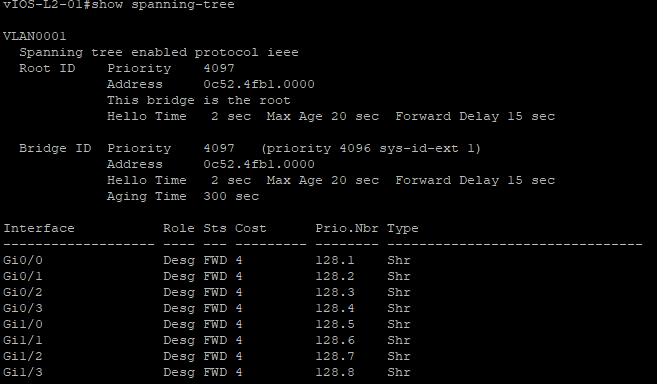 vIOS-L2-01#show spanning-tree
VLAN0001
Spanning tree enabled protocol ieee
Root ID Priority 4097
Address 0c52.4fb1.0000
This bridge is the root
Hello Time 2 sec Max Age 20 sec Forward Delay 15 sec
Bridge ID Priority 4097 (priority 4096 sys-id-ext 1)
Address 0c52.4fb1.0000
Hello Time 2 sec Max Age 20 sec Forward Delay 15 sec
Aging Time 300 sec
Interface Role Sts Cost Prio.Nbr Type
------------------- ---- --- --------- -------- --------------------------------
Gi0/0 Desg FWD 4 128.1 Shr
Gi0/1 Desg FWD 4 128.2 Shr
Gi0/2 Desg FWD 4 128.3 Shr
Gi0/3 Desg FWD 4 128.4 Shr
Gi1/0 Desg FWD 4 128.5 Shr
Gi1/1 Desg FWD 4 128.6 Shr
Gi1/2 Desg FWD 4 128.7 Shr
Gi1/3 Desg FWD 4 128.8 Shr